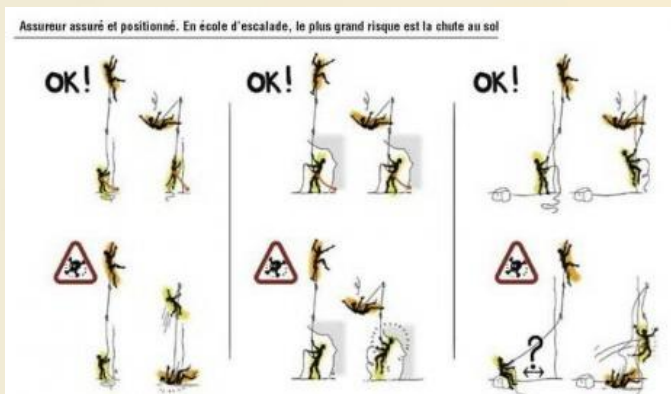 Assureur assuré et positionné. En école d'escalade, le plus grand risque est la chute au sol
OK! OK! OK!
?